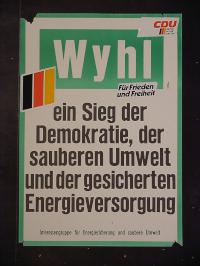 CDU
Wyhl
Für Frieden
und Freiheit
ein Sieg der
Demokratie, der
sauberen Umwelt
und der gesicherten
Energieversorgung
Interessengruppe für Energiesicherung und saubere Umwelt